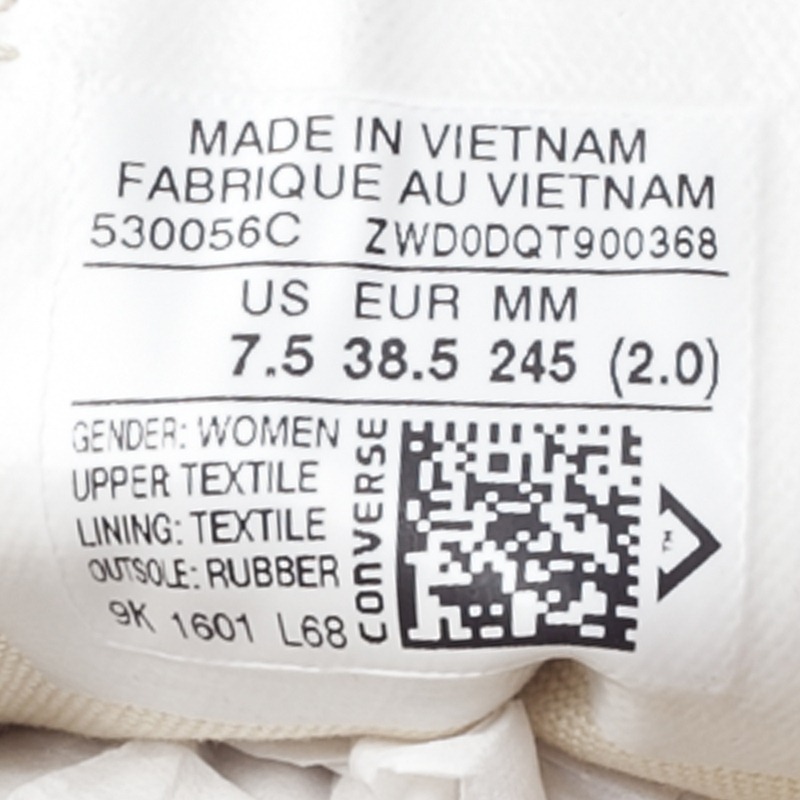 MADE IN VIETNAM
FABRIQUE AU VIETNAM
530056C ZWD0DQT900368
US EUR MM
7.5 38.5 245 (2.0)
GENDER: WOMEN
UPPER TEXTILE
LINING: TEXTILE
OUTSOLE: RUBBER
9K 1601 L68
CONVERSE
TM